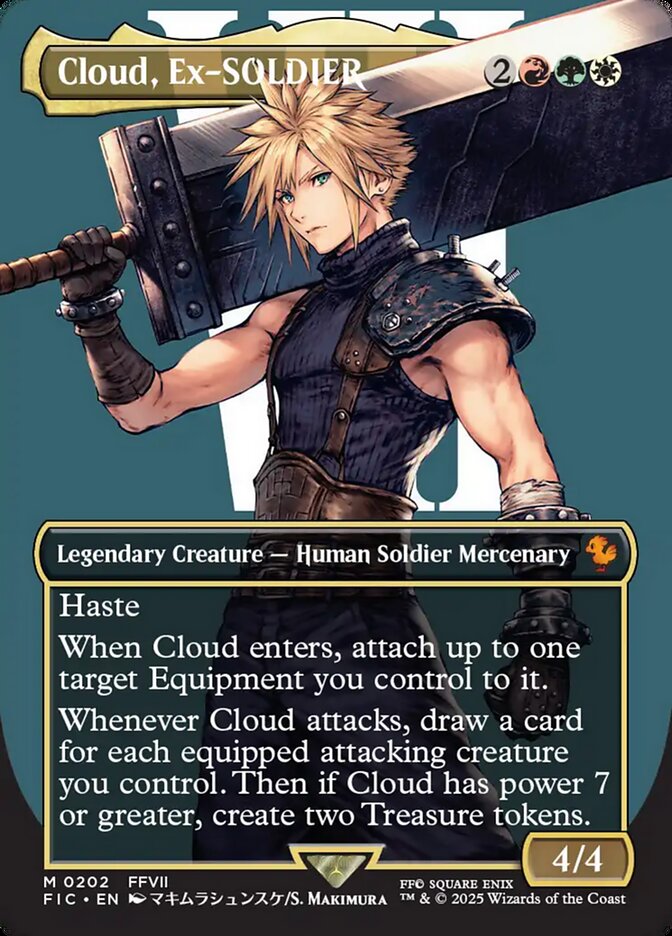 VII
Cloud, Ex-SOLDIER 2
Legendary Creature — Human Soldier Mercenary
Haste
When Cloud enters, attach up to one
target Equipment you control to it.
Whenever Cloud attacks, draw a card
for each equipped attacking creature
you control. Then if Cloud has power 7
or greater, create two Treasure tokens.
4/4
M 0202 FFVII
FIC • EN マキムラシュンスケ/S. Makimura
FF© SQUARE ENIX
™ & © 2025 Wizards of the Coast